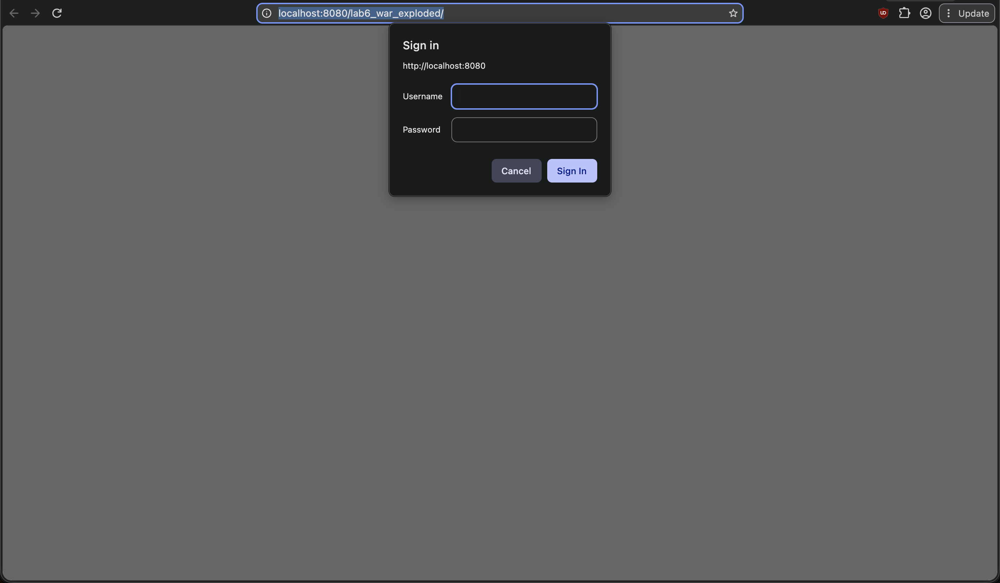 localhost:8080/lab6_war_exploded/
Update
Sign in
http://localhost:8080
Username
Password
Cancel
Sign In